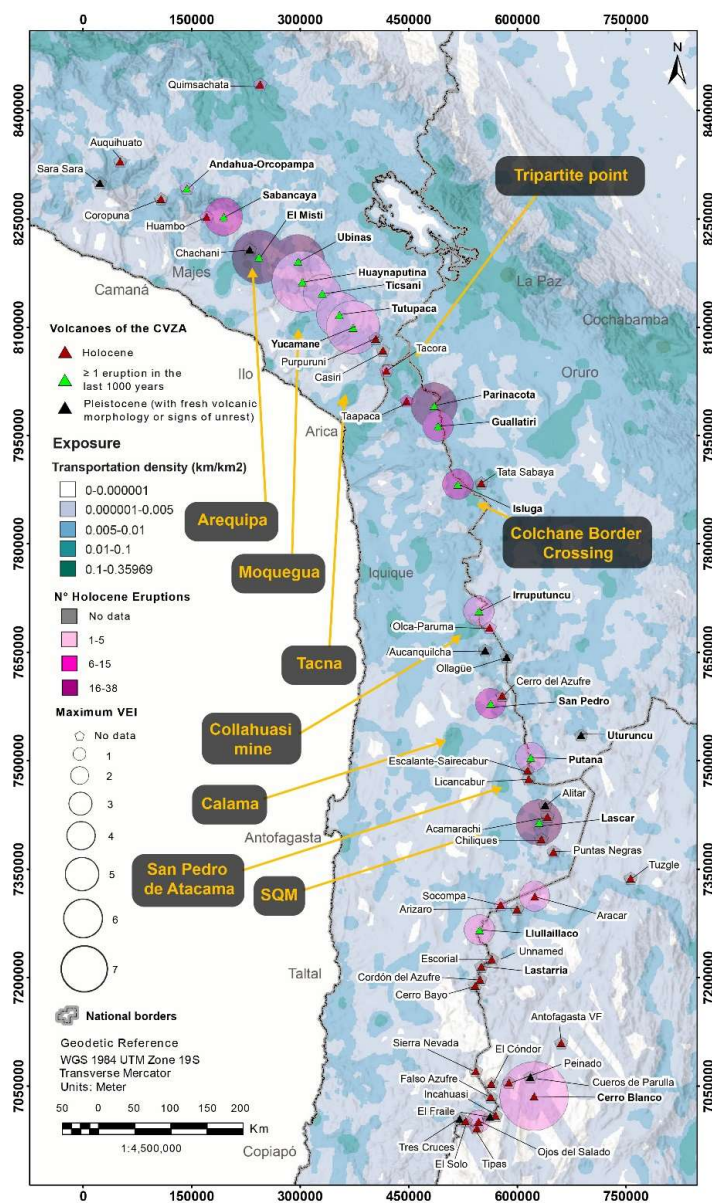 0 150000 300000 450000 600000 750000
N
8400000
8250000
8100000
7950000
7800000
7650000
7500000
7350000
7200000
7050000
8400000
8250000
8100000
7950000
7800000
7650000
7500000
7350000
7200000
7050000
Quimsachata
Auquihuato
Sara Sara
Andahua-Orcopampa
Coropuna
Sabancaya
Huambo
El Misti
Chachani
Ubinas
Majes
Huaynaputina
Camaná
Ticsani
Tutupaca
Yucamane
Purpuruni
Casiri
Tacora
Ilo
Taapaca
Arica
Parinacota
Guallatiri
Tripartite point
La Paz
Cochabamba
Oruro
Tata Sabaya
Isluga
Colchane Border
Crossing
Arequipa
Moquegua
Tacna
Iquique
Irruputuncu
Olca-Paruma
Aucanquilcha
Ollagüe
Cerro del Azufre
San Pedro
Collahuasi
mine
Uturuncu
Putana
Escalante-Sairecabur
Licancabur
Calama
Alitar
Lascar
Acamarachi
Chiliques
Antofagasta
Puntas Negras
San Pedro
de Atacama
SQM
Tuzgle
Socompa
Arizaro
Aracar
Llullaillaco
Unnamed
Escorial
Lastarria
Cordón del Azufre
Cerro Bayo
Taltal
Antofagasta VF
Sierra Nevada
El Cóndor
Peinado
Falso Azufre
Cueros de Parulla
Incahuasi
Cerro Blanco
El Fraile
Tres Cruces
Ojos del Salado
El Solo
Tipas
Copiapó
Volcanoes of the CVZA
Holocene
≥ 1 eruption in the
last 1000 years
Pleistocene (with fresh volcanic
morphology or signs of unrest)
Exposure
Transportation density (km/km2)
0-0.000001
0.000001-0.005
0.005-0.01
0.01-0.1
0.1-0.35969
N° Holocene Eruptions
No data
1-5
6-15
16-38
Maximum VEI
No data
1
2
3
4
5
6
7
National borders
Geodetic Reference
WGS 1984 UTM Zone 19S
Transverse Mercator
Units: Meter
50 0 50 100 150 200
Km
1:4,500,000
0 150000 300000 450000 600000 750000